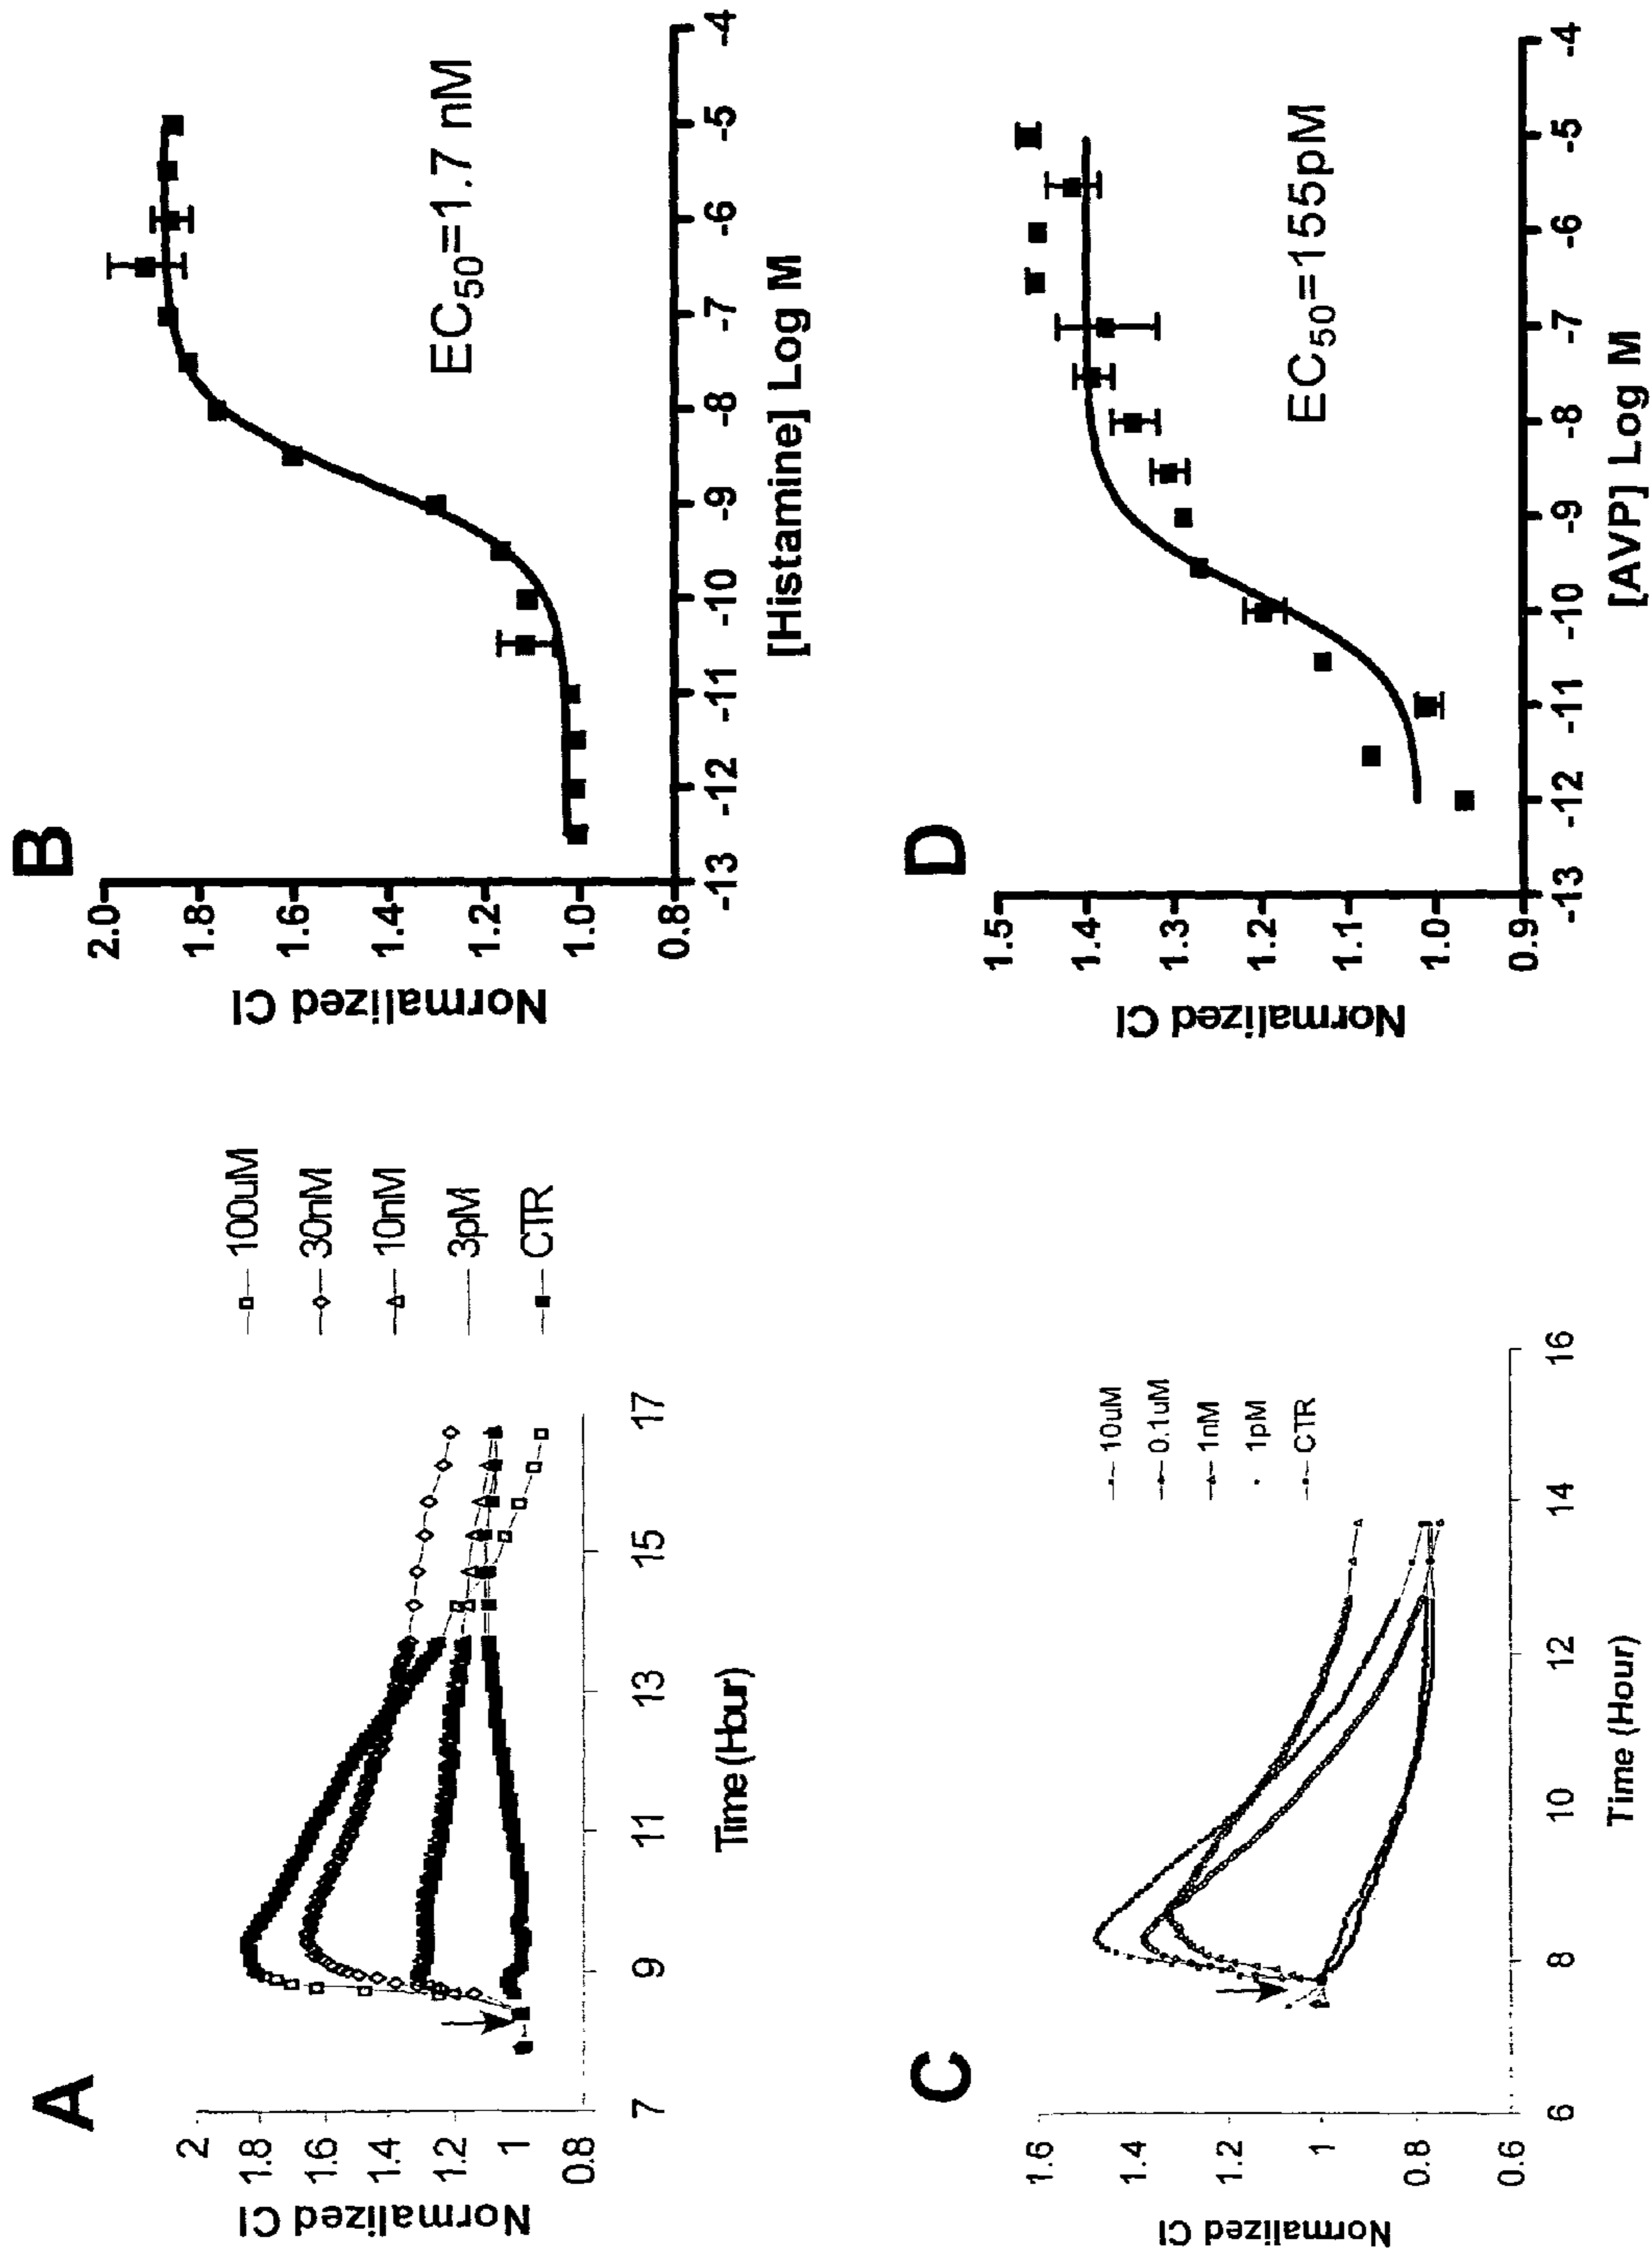 A
Normalized CI
2
1.8
1.6
1.4
1.2
1
0.8
7
9
11
13
15
17
Time (Hour)
100uM
30nM
10nM
3pM
CTR
B
Normalized CI
2.0
1.8
1.6
1.4
1.2
1.0
0.8
-13
-12
-11
-10
-9
-8
-7
-6
-5
-4
[Histamine] Log M
EC50=1.7 nM
C
Normalized CI
1.6
1.4
1.2
1
0.8
0.6
6
8
10
12
14
16
Time (Hour)
10uM
0.1uM
1nM
1pM
CTR
D
Normalized CI
1.5
1.4
1.3
1.2
1.1
1.0
0.9
-13
-12
-11
-10
-9
-8
-7
-6
-5
-4
[AVP] Log M
EC50=155pM